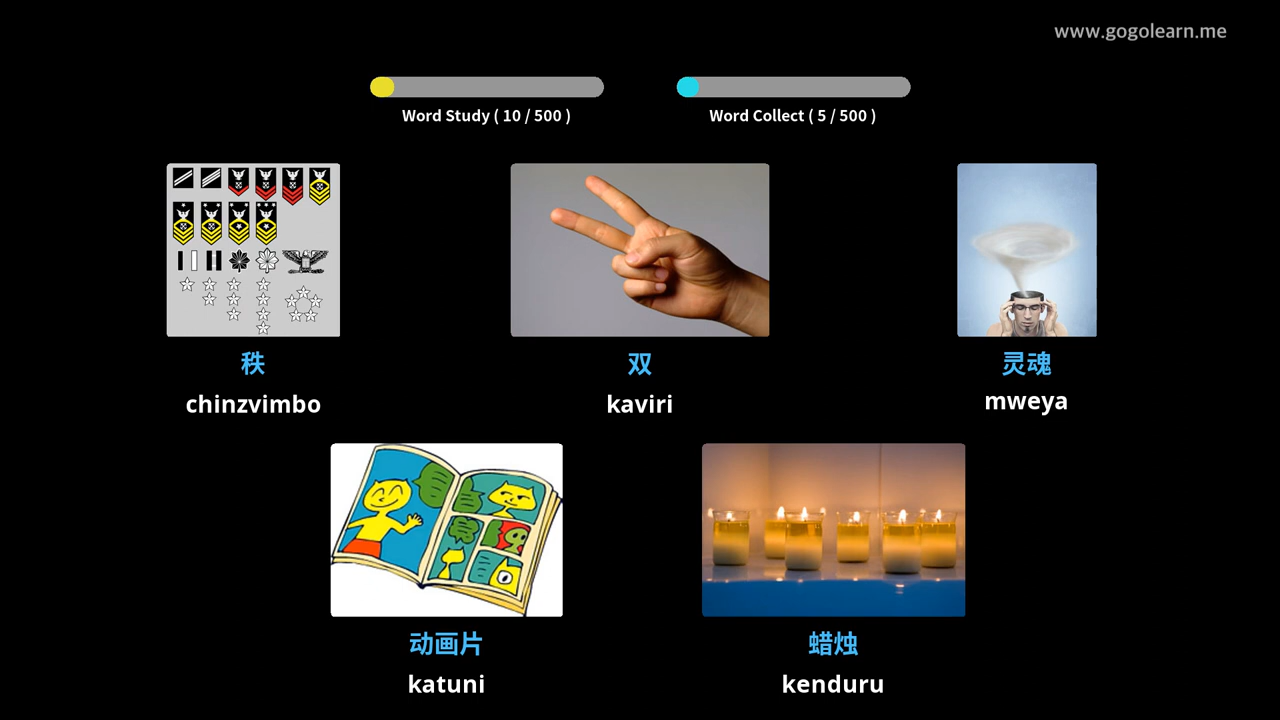 www.gogolearn.me
Word Study ( 10 / 500 )
Word Collect ( 5 / 500 )
秩
chinzvimbo
双
kaviri
灵魂
mweya
动画片
katuni
蜡烛
kenduru